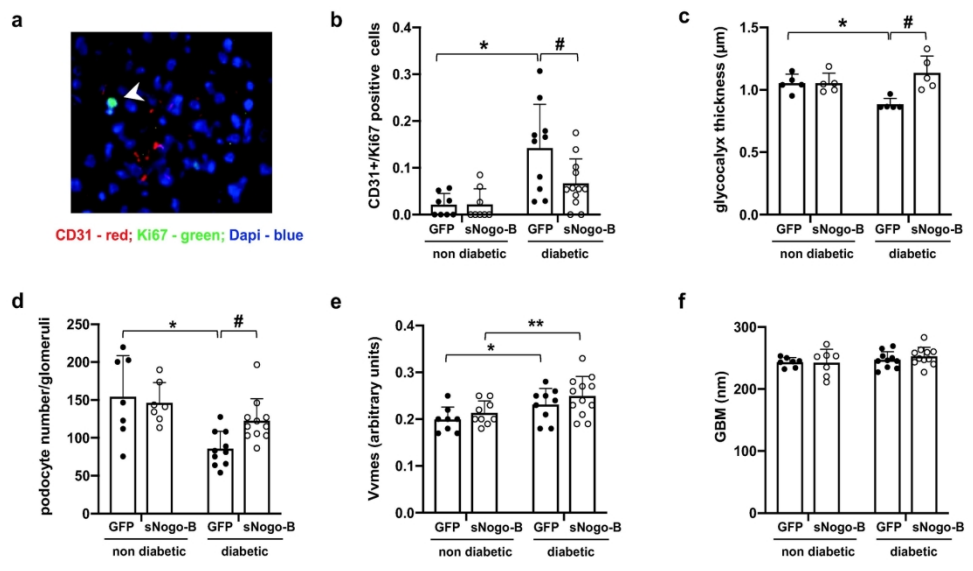 a
CD31 - red; Ki67 - green; Dapi - blue
b
CD31+/Ki67 positive cells
0.4
0.3
0.2
0.1
0.0
*
#
GFP sNogo-B GFP sNogo-B
non diabetic diabetic
c
glycocalyx thickness (μm)
1.5
1.0
0.5
0.0
*
#
GFP sNogo-B GFP sNogo-B
non diabetic diabetic
d
podocyte number/glomeruli
250
200
150
100
50
0
*
#
GFP sNogo-B GFP sNogo-B
non diabetic diabetic
e
Vvmes (arbitrary units)
0.4
0.3
0.2
0.1
0.0
**
*
GFP sNogo-B GFP sNogo-B
non diabetic diabetic
f
GBM (nm)
300
200
100
0
GFP sNogo-B GFP sNogo-B
non diabetic diabetic